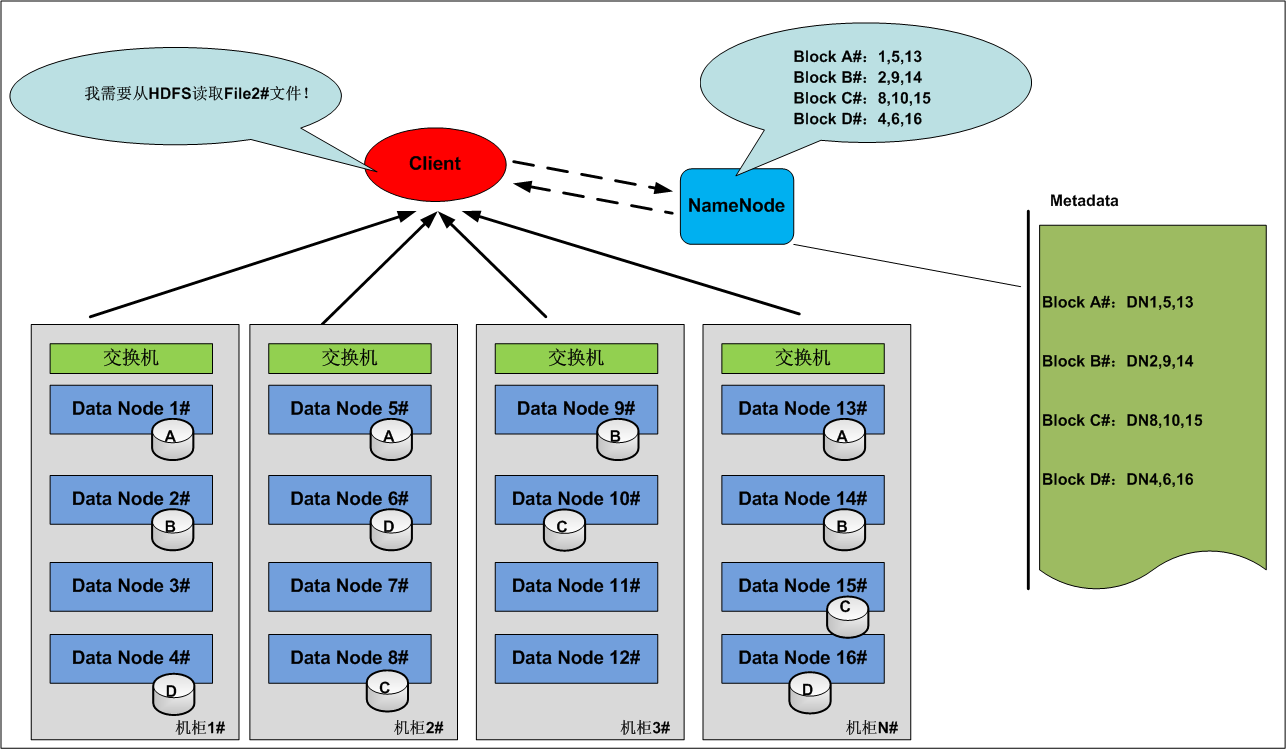 我需要从HDFS读取File2#文件！
Block A#：1,5,13
Block B#：2,9,14
Block C#：8,10,15
Block D#：4,6,16
Client
NameNode
Metadata
Block A#：DN1,5,13
Block B#：DN2,9,14
Block C#：DN8,10,15
Block D#：DN4,6,16
交换机
Data Node 1#
A
Data Node 2#
B
Data Node 3#
Data Node 4#
D
机柜1#
交换机
Data Node 5#
A
Data Node 6#
D
Data Node 7#
Data Node 8#
C
机柜2#
交换机
Data Node 9#
B
Data Node 10#
C
Data Node 11#
Data Node 12#
机柜3#
交换机
Data Node 13#
A
Data Node 14#
B
Data Node 15#
C
Data Node 16#
D
机柜N#